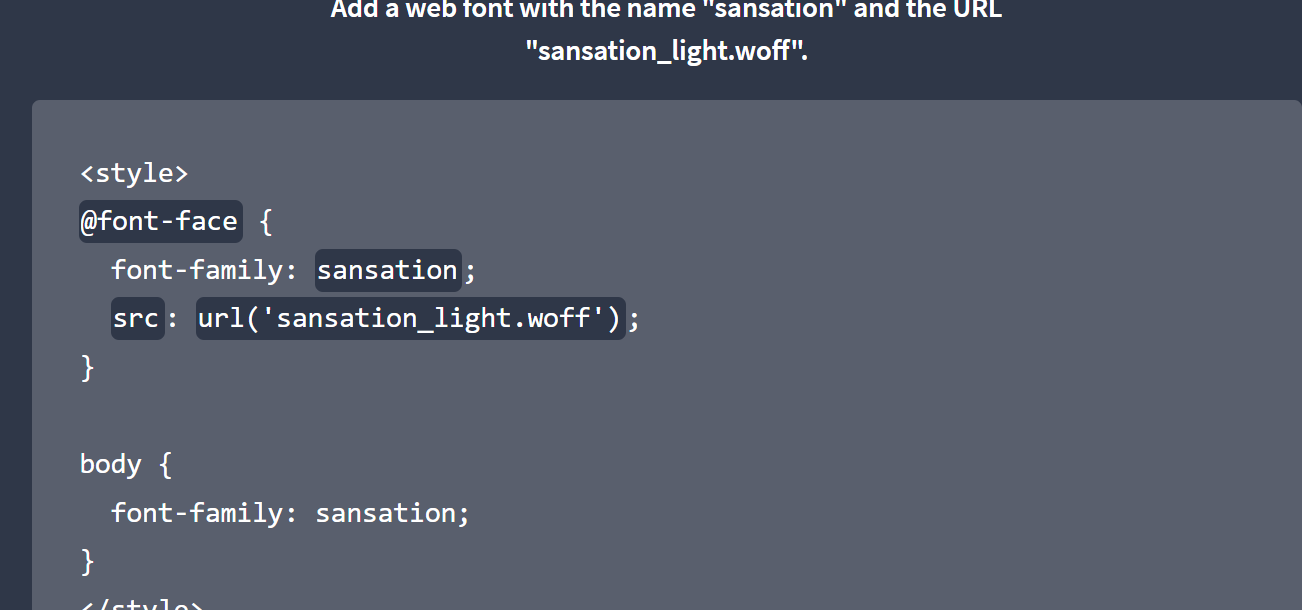 Add a web font with the name "sansation" and the URL
"sansation_light.woff".
<style>
@font-face {
font-family: sansation;
src: url('sansation_light.woff');
}
body {
font-family: sansation;
}
</style>